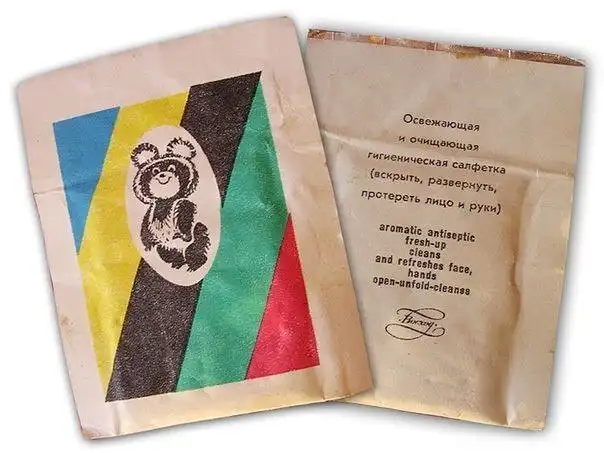 Освежающая
и очищающая
гигиеническая салфетка
(вскрыть, развернуть,
протереть лицо и руки)
aromatic antiseptic
fresh-up
cleans
and refreshes face,
hands
open-unfold-cleanss